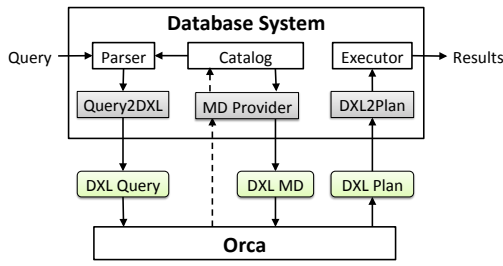 Database System
Query
Parser
Catalog
Executor
Results
Query2DXL
MD Provider
DXL2Plan
DXL Query
DXL MD
DXL Plan
Orca